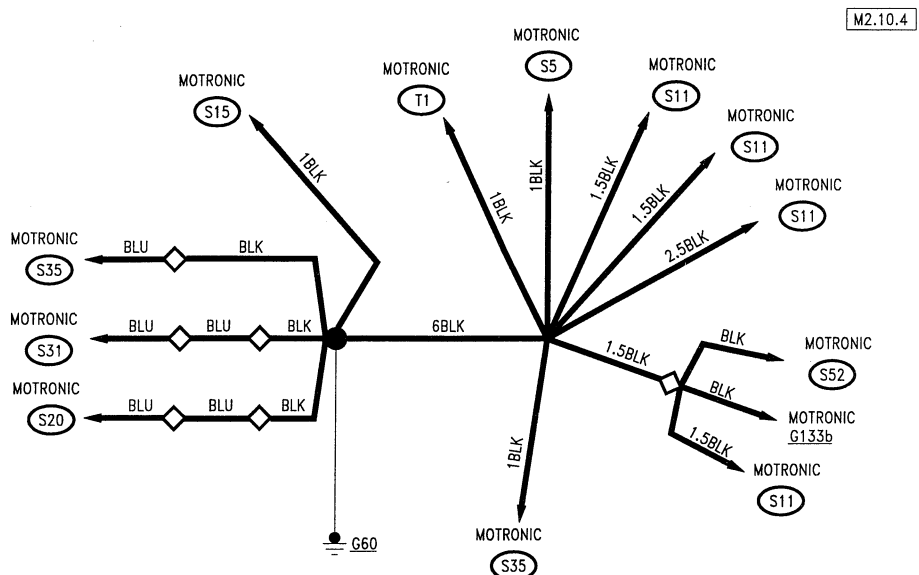 M2.10.4
MOTRONIC
S5
MOTRONIC
T1
MOTRONIC
S11
MOTRONIC
S15
MOTRONIC
S11
MOTRONIC
S11
1BLK
1BLK
1BLK
1.5BLK
1.5BLK
2.5BLK
MOTRONIC
S35
BLU
BLK
MOTRONIC
S31
BLU
BLU
BLK
6BLK
1.5BLK
BLK
MOTRONIC
S52
MOTRONIC
S20
BLU
BLU
BLK
BLK
MOTRONIC
G133b
1.5BLK
MOTRONIC
S11
1BLK
G60
MOTRONIC
S35